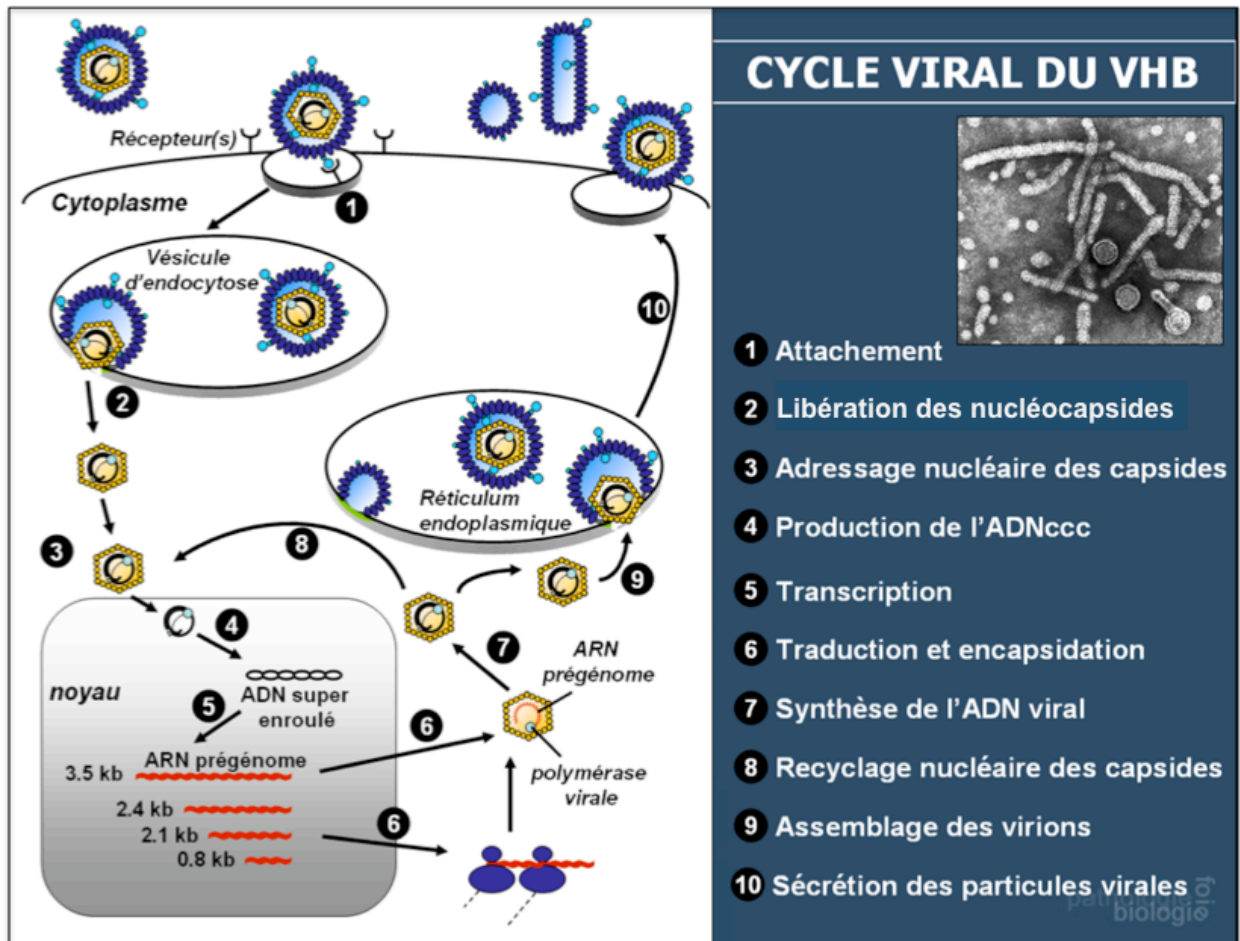 CYCLE VIRAL DU VHB
Récepteur(s)
1
Cytoplasme
Vésicule
d'endocytose
2
10
Réticulum
endoplasmique
3
8
9
4
7
ARN
prégénome
noyau
ADN super
enroulé
5
6
ARN prégénome
3.5 kb
polymérase
virale
2.4 kb
2.1 kb
6
0.8 kb
1 Attachement
2 Libération des nucléocapsides
3 Adressage nucléaire des capsides
4 Production de l'ADNccc
5 Transcription
6 Traduction et encapsidation
7 Synthèse de l'ADN viral
8 Recyclage nucléaire des capsides
9 Assemblage des virions
10 Sécrétion des particules virales
pathologie
biologie
foie